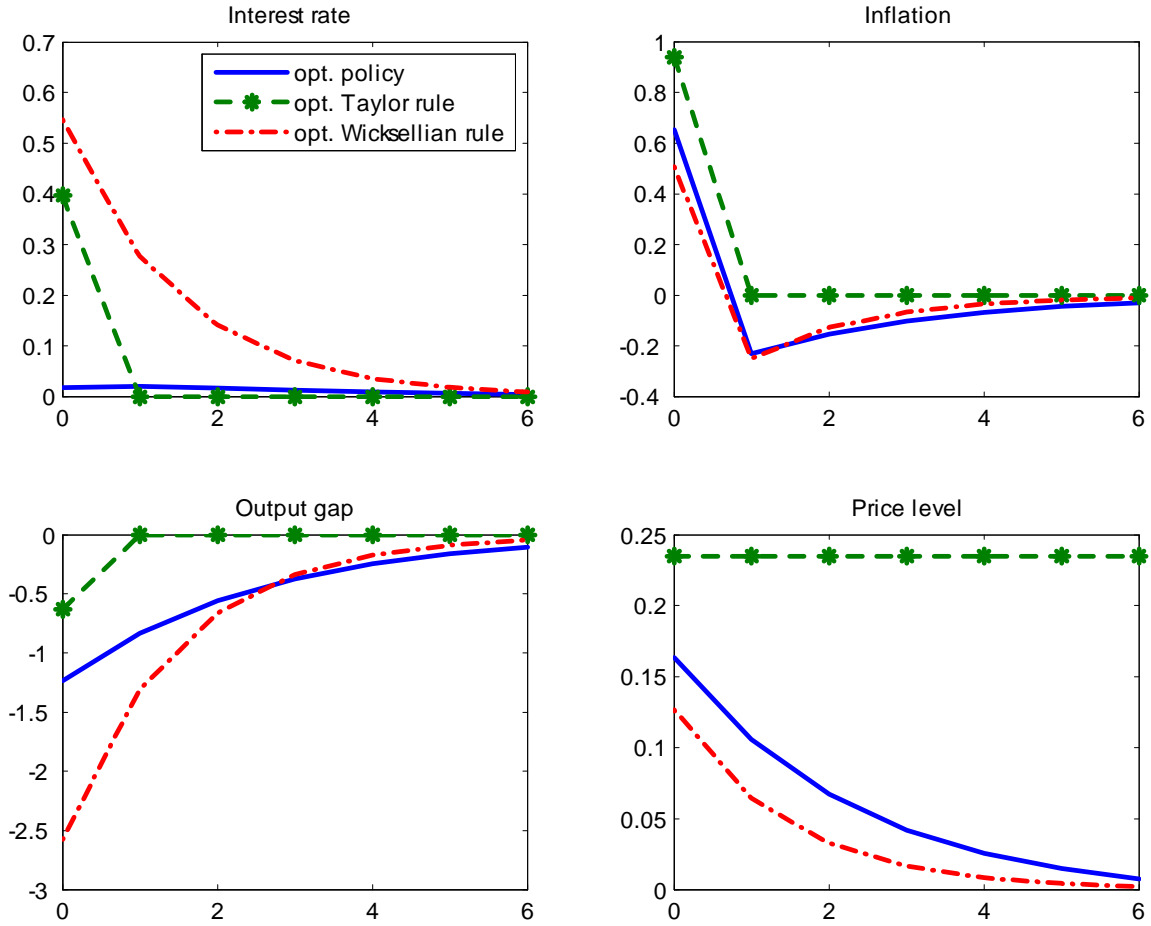 Interest rate
0.7
0.6
0.5
0.4
0.3
0.2
0.1
0
0 2 4 6
opt. policy
opt. Taylor rule
opt. Wicksellian rule
Inflation
1
0.8
0.6
0.4
0.2
0
-0.2
-0.4
0 2 4 6
Output gap
0
-0.5
-1
-1.5
-2
-2.5
-3
0 2 4 6
Price level
0.25
0.2
0.15
0.1
0.05
0
0 2 4 6